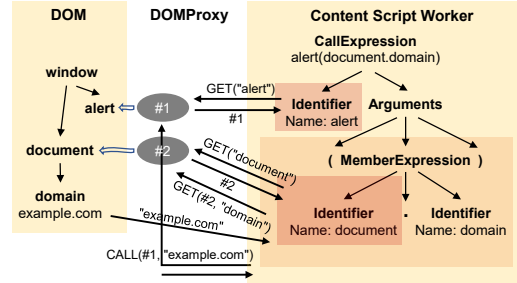 DOM
DOMProxy
Content Script Worker
CallExpression
alert(document.domain)
window
GET("alert")
alert
#1
#1
Identifier
Name: alert
Arguments
document
#2
GET("document")
#2
GET(#2, "domain")
( MemberExpression )
domain
example.com
"example.com"
Identifier
Name: document
.
Identifier
Name: domain
CALL(#1, "example.com")